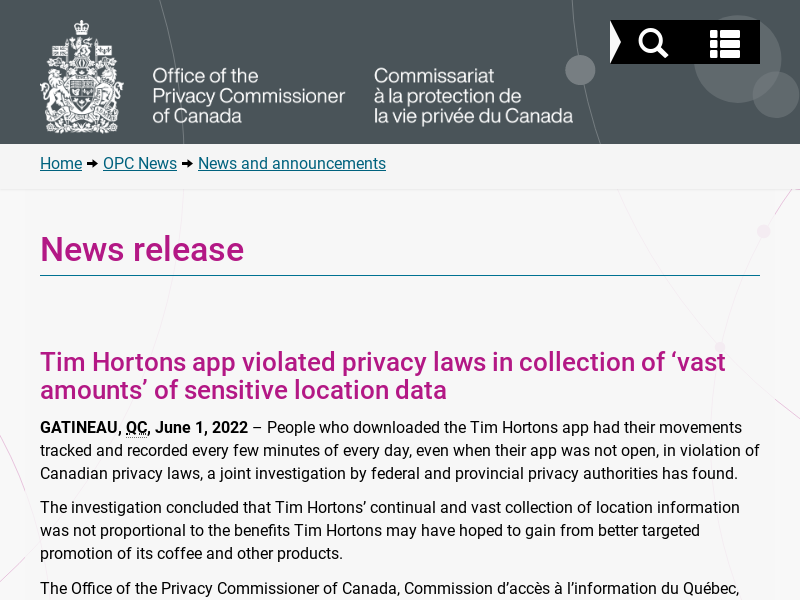 Office of the
Privacy Commissioner
of Canada
Commissariat
à la protection de
la vie privée du Canada
Home → OPC News → News and announcements
News release
Tim Hortons app violated privacy laws in collection of ‘vast
amounts’ of sensitive location data
GATINEAU, QC, June 1, 2022 – People who downloaded the Tim Hortons app had their movements
tracked and recorded every few minutes of every day, even when their app was not open, in violation of
Canadian privacy laws, a joint investigation by federal and provincial privacy authorities has found.
The investigation concluded that Tim Hortons’ continual and vast collection of location information
was not proportional to the benefits Tim Hortons may have hoped to gain from better targeted
promotion of its coffee and other products.
The Office of the Privacy Commissioner of Canada, Commission d’accès à l’information du Québec,